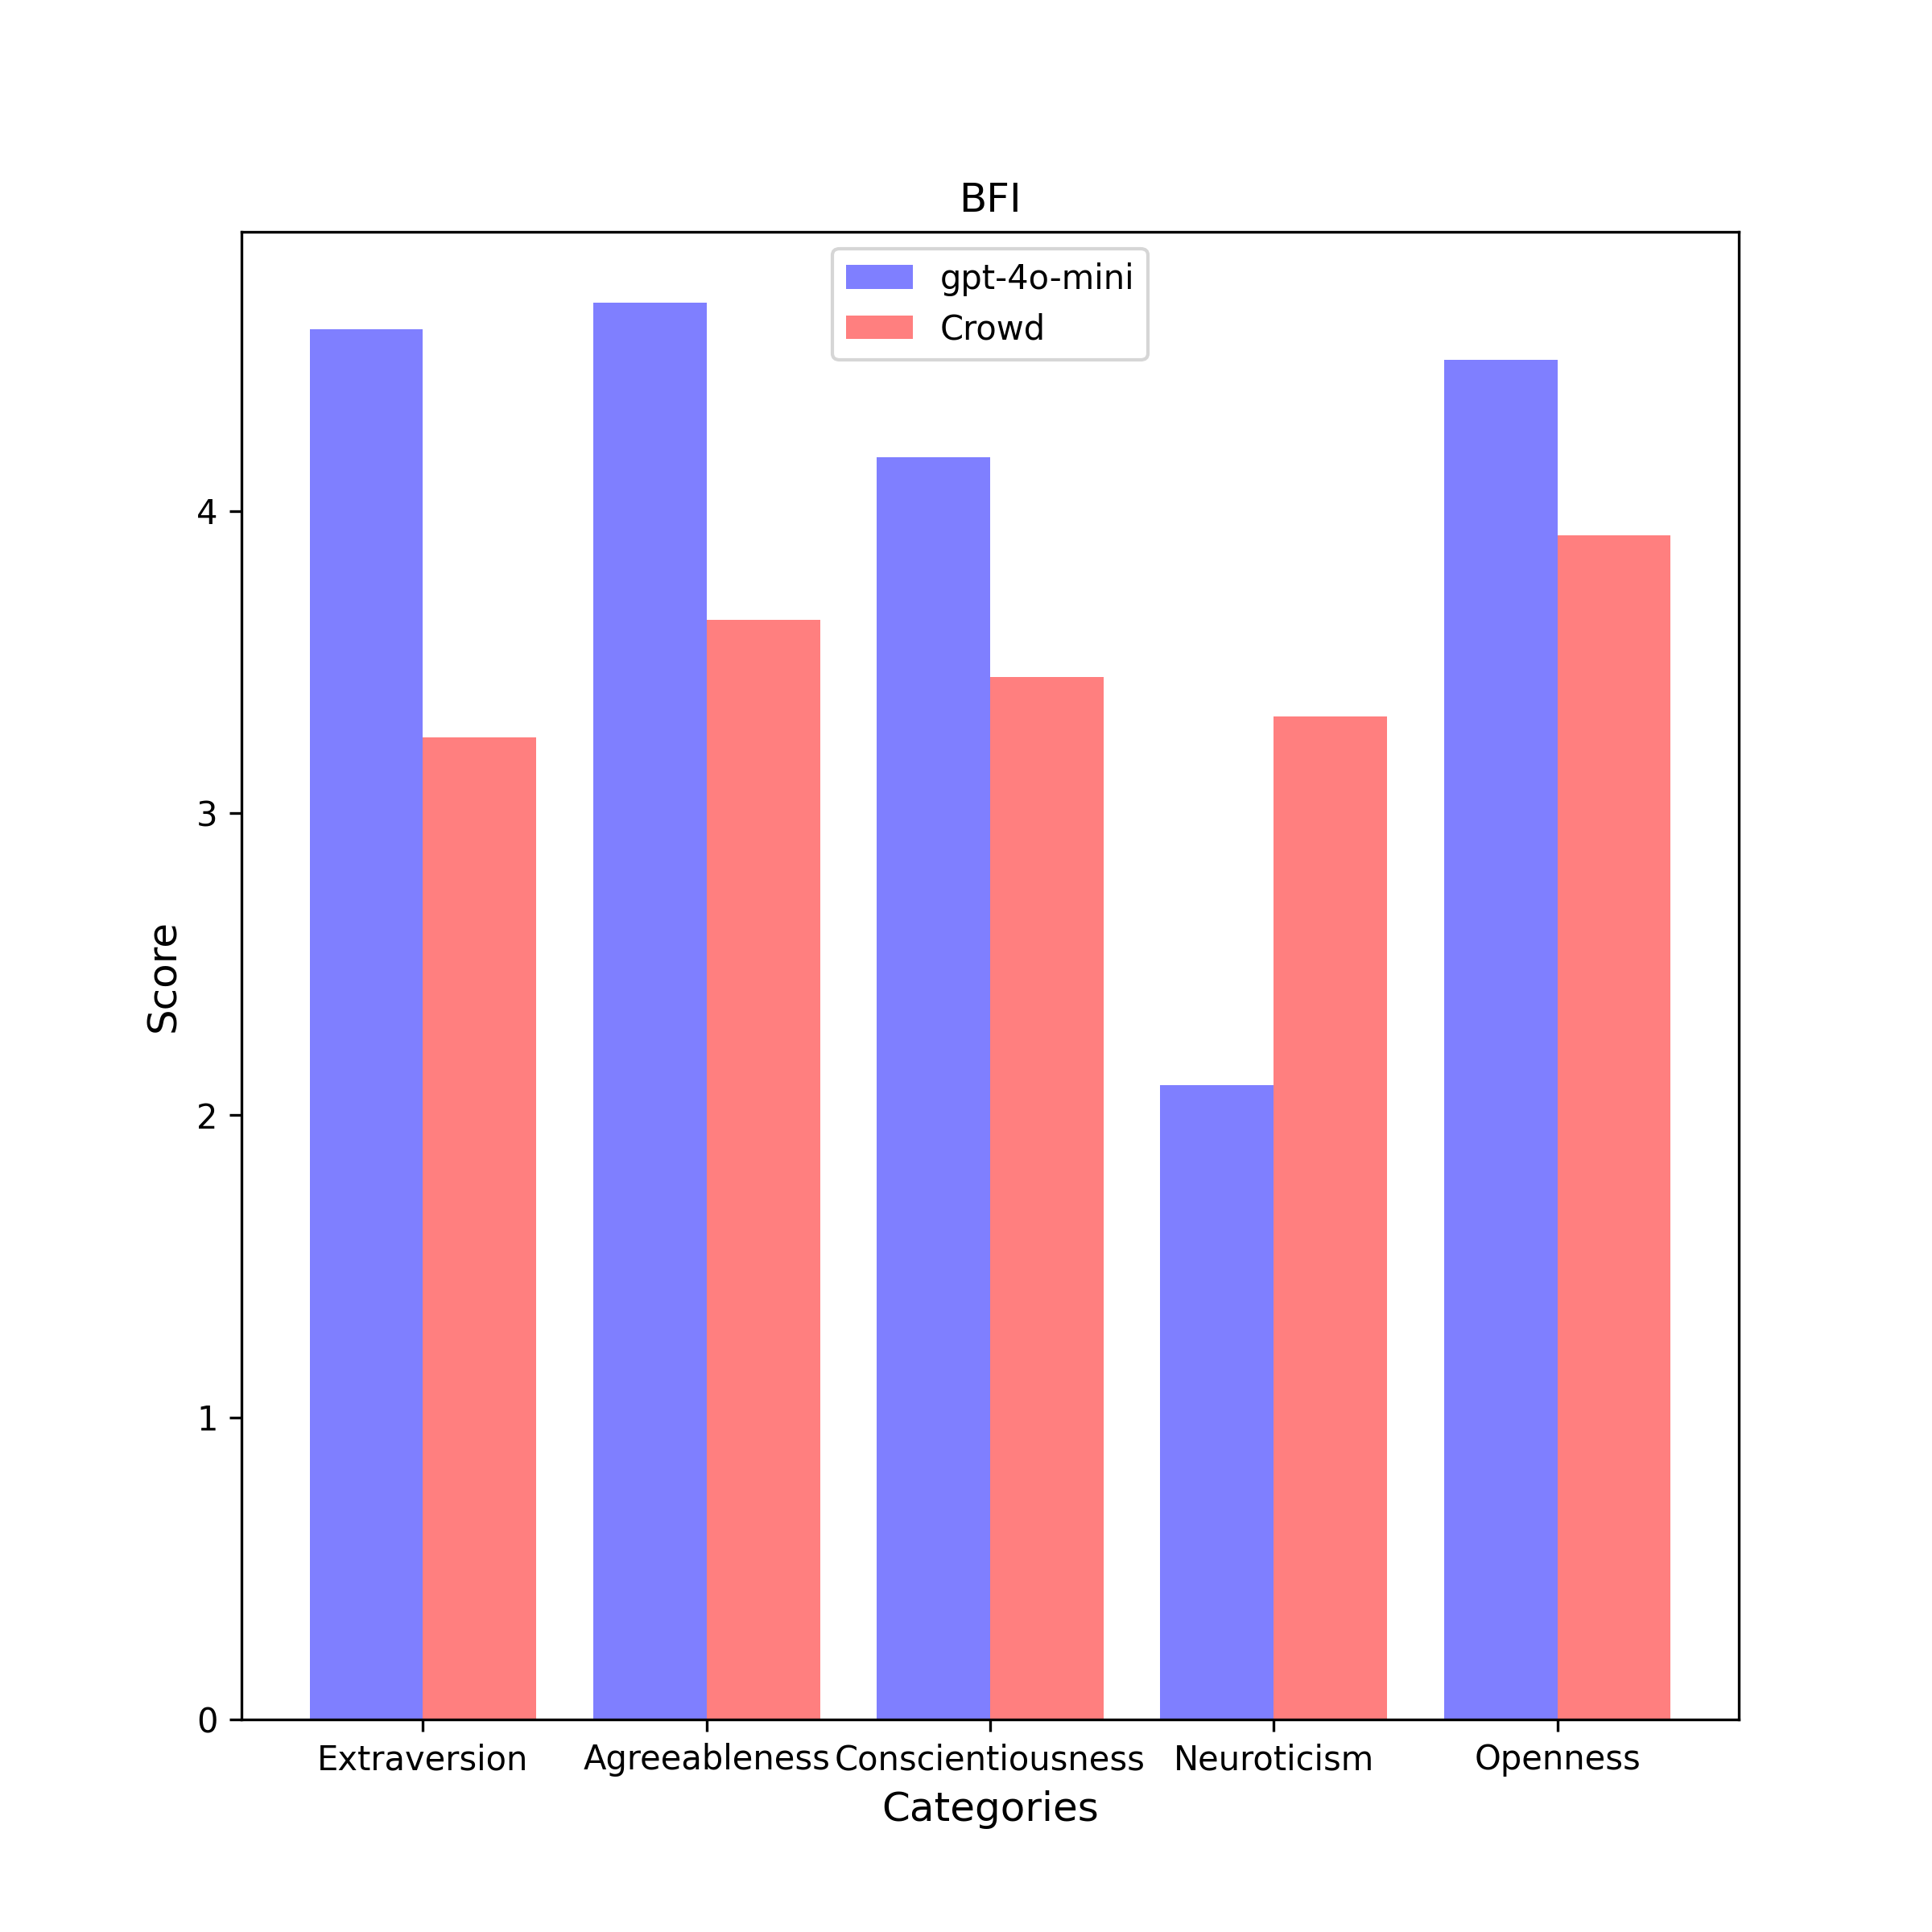 BFI
gpt-4o-mini
Crowd
4
3
2
1
0
Score
Extraversion Agreeableness Conscientiousness Neuroticism Openness
Categories